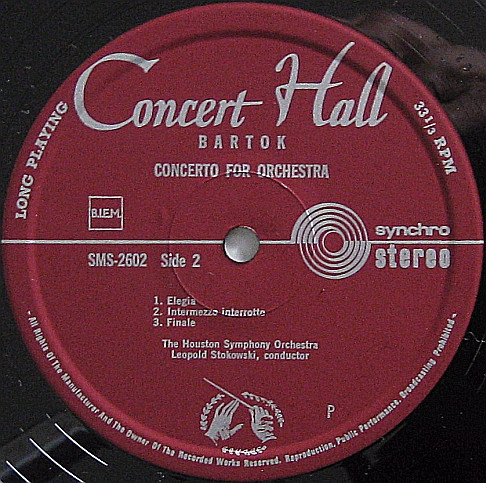 Concert Hall
LONG PLAYING
33 1/3 RPM
BARTOK
CONCERTO FOR ORCHESTRA
B.I.E.M.
synchro
stereo
SMS-2602 Side 2
1. Elegia
2. Intermezzo interrotto
3. Finale
The Houston Symphony Orchestra
Leopold Stokowski, conductor
P
- All Rights Of The Manufacturer And The Owner Of The Recorded Works Reserved. Reproduction, Public Performance, Broadcasting Prohibited -